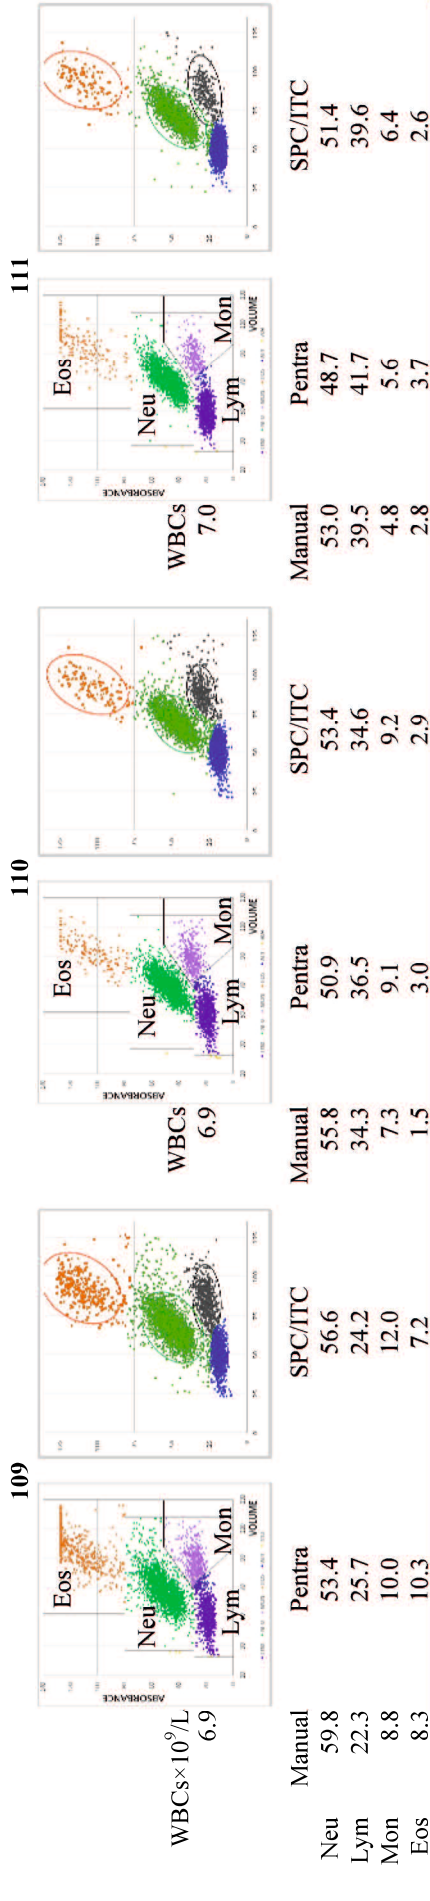 109 110 111
Eos Eos Eos
Neu Neu Neu
ABSORBANCE ABSORBANCE ABSORBANCE
Lym Mon Lym Mon Lym Mon
VOLUME VOLUME VOLUME
WBCs×10⁹/L WBCs WBCs
6.9 6.9 7.0
Manual Pentra SPC/ITC Manual Pentra SPC/ITC Manual Pentra SPC/ITC
Neu 59.8 53.4 56.6 55.8 50.9 53.4 53.0 48.7 51.4
Lym 22.3 25.7 24.2 34.3 36.5 34.6 39.5 41.7 39.6
Mon 8.8 10.0 12.0 7.3 9.1 9.2 4.8 5.6 6.4
Eos 8.3 10.3 7.2 1.5 3.0 2.9 2.8 3.7 2.6